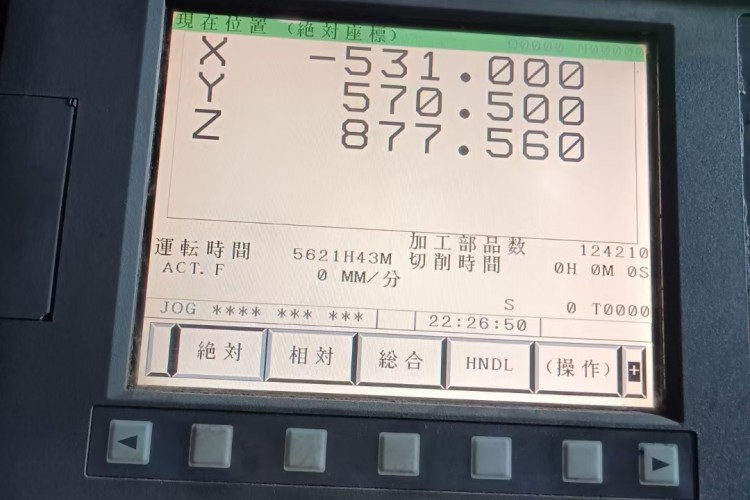 現在位置 (絶対座標) O0000 N00000
X -531.000
Y 570.500
Z 877.560
運転時間 5621H43M 加工部品数 124210
ACT.F 0 MM/分 切削時間 0H 0M 0S
S 0 T0000
JOG **** *** *** 22:26:50
絶対 相対 総合 HNDL (操作) +